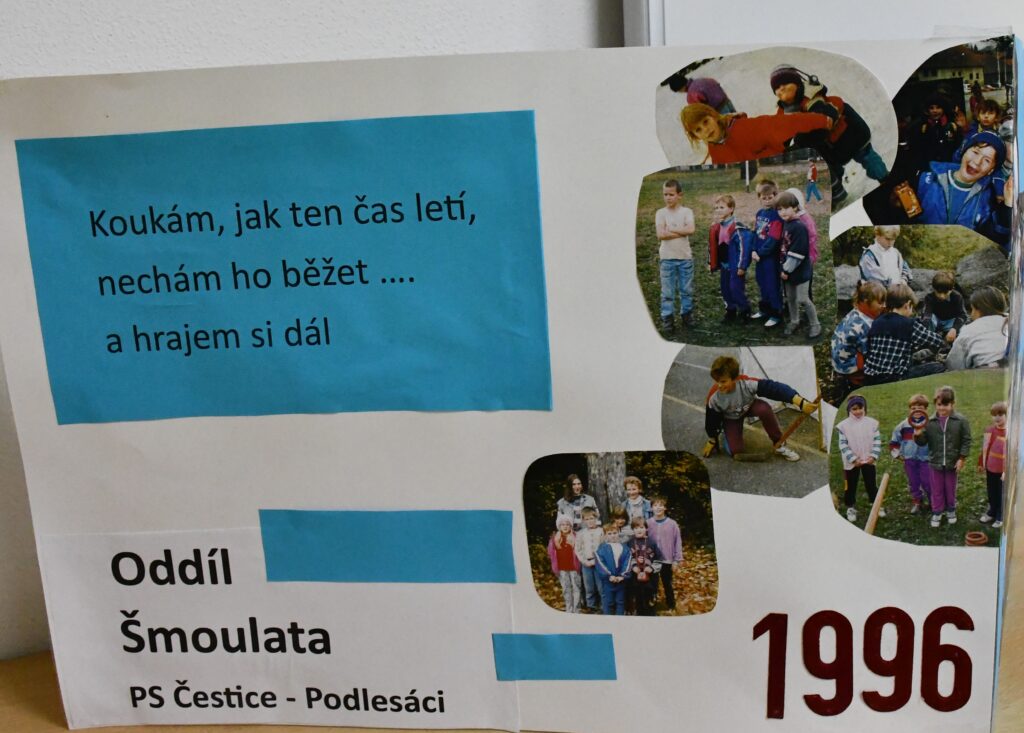 Koukám, jak ten čas letí,
nechám ho běžet ....
a hrajem si dál
Oddíl
Šmoulata
PS Čestice - Podlesáci
1996